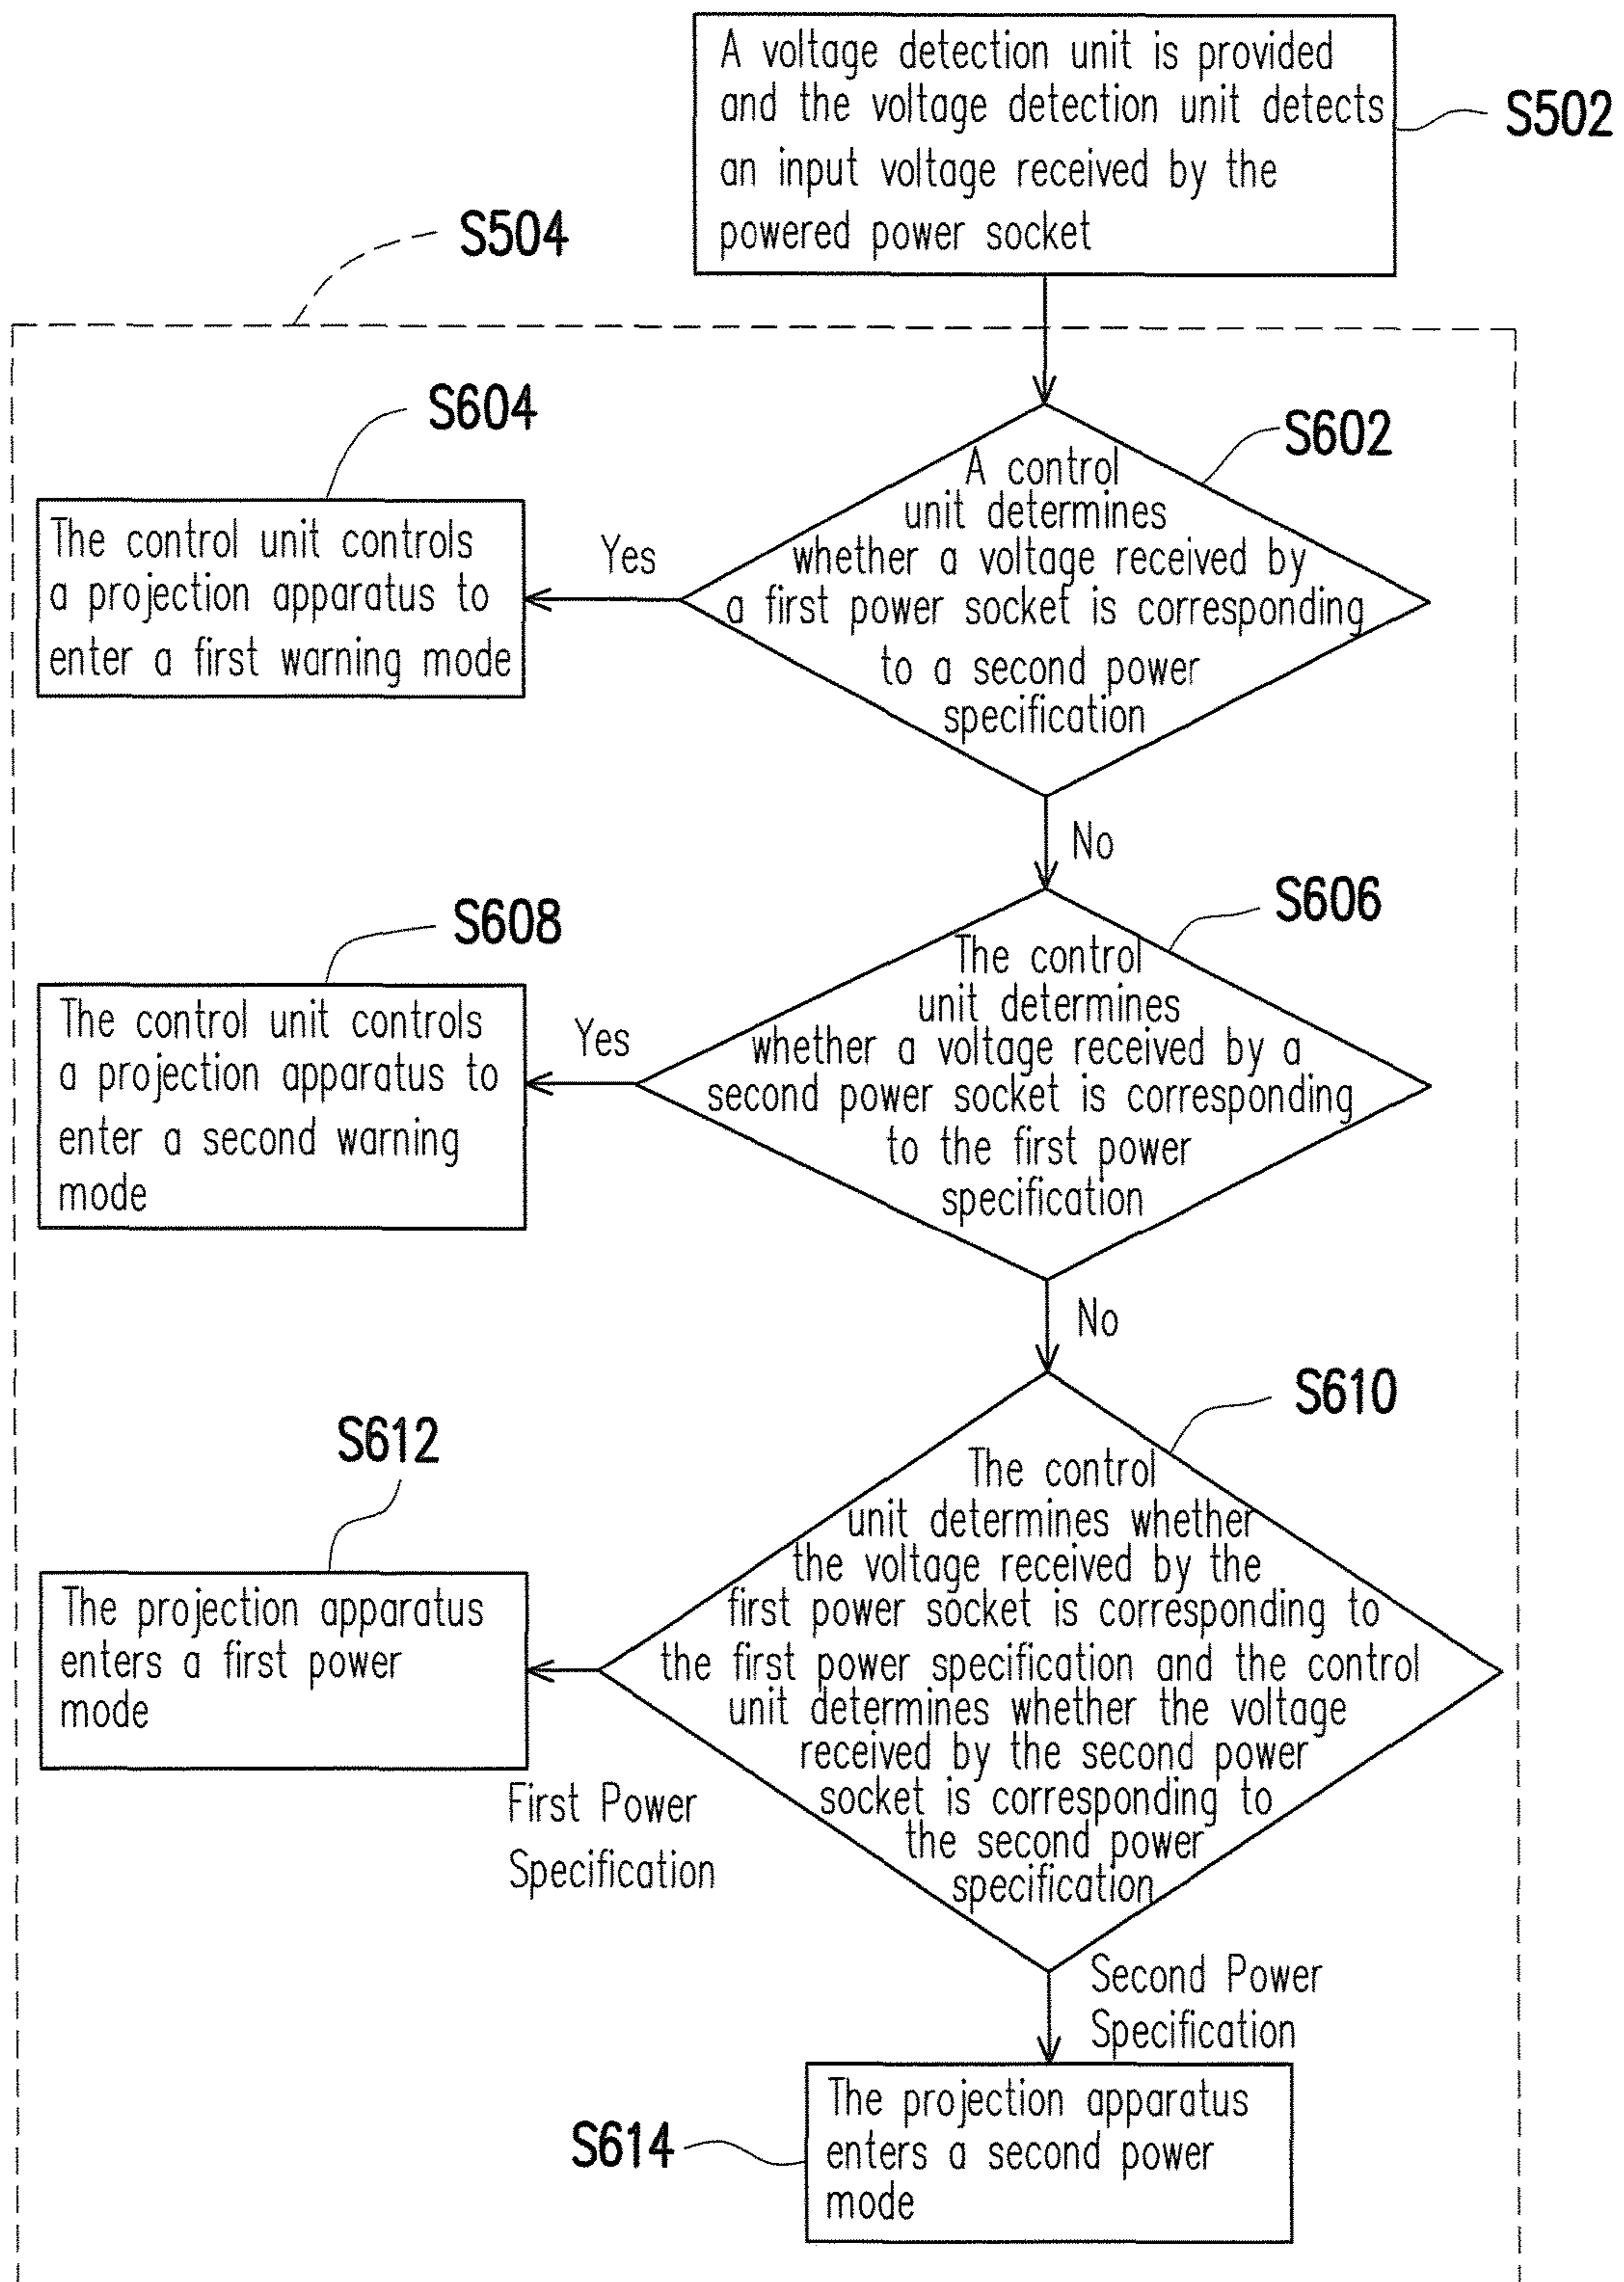 A voltage detection unit is provided
and the voltage detection unit detects
an input voltage received by the
powered power socket
S502
S504
S604
S602
The control unit controls
a projection apparatus to
enter a first warning mode
Yes
A control
unit determines
whether a voltage received by
a first power socket is corresponding
to a second power
specification
No
S608
S606
The control unit controls
a projection apparatus to
enter a second warning
mode
Yes
The control
unit determines
whether a voltage received by a
second power socket is corresponding
to the first power
specification
No
S612
S610
The projection apparatus
enters a first power
mode
First Power
Specification
The control
unit determines whether
the voltage received by the
first power socket is corresponding to
the first power specification and the control
unit determines whether the voltage
received by the second power
socket is corresponding to
the second power
specification
Second Power
Specification
S614
The projection apparatus
enters a second power
mode